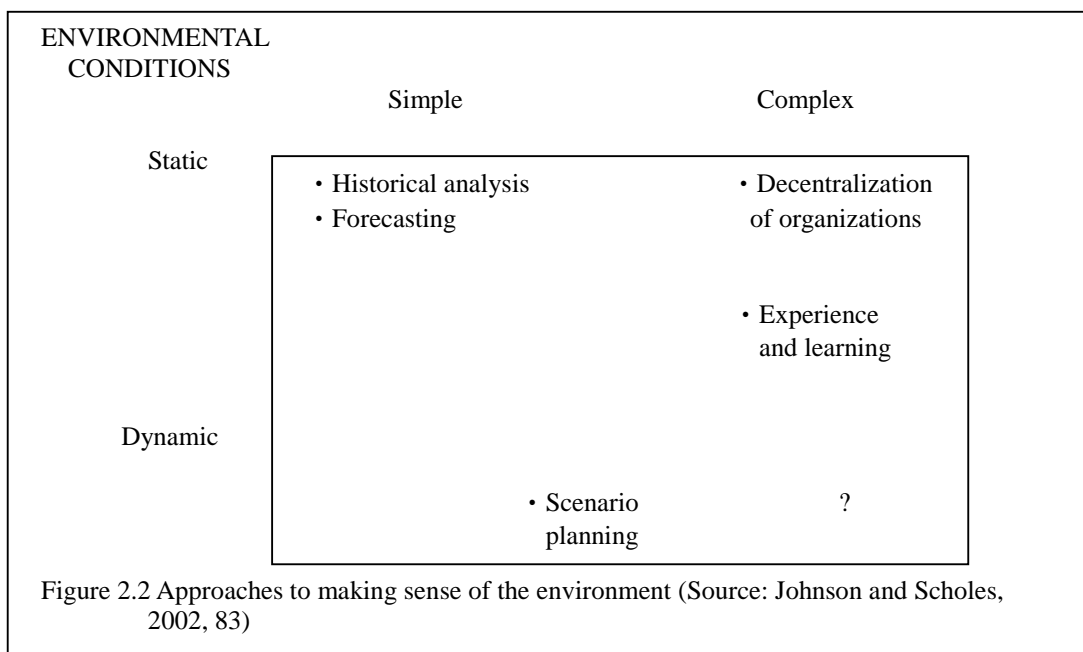 ENVIRONMENTAL
CONDITIONS
Simple Complex
Static
・Historical analysis ・Decentralization
・Forecasting of organizations
・Experience
and learning
Dynamic
・Scenario ?
planning
Figure 2.2 Approaches to making sense of the environment (Source: Johnson and Scholes,
2002, 83)